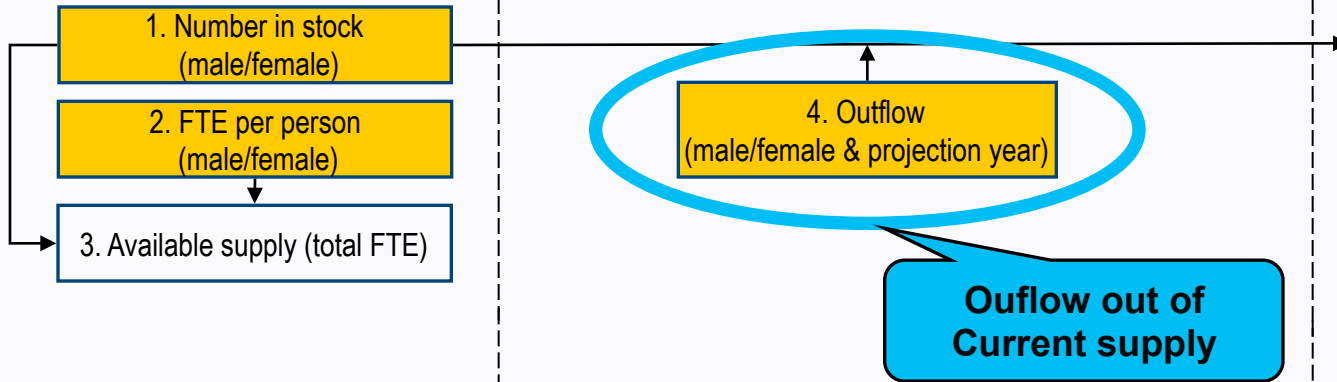 1. Number in stock
(male/female)
2. FTE per person
(male/female)
3. Available supply (total FTE)
4. Outflow
(male/female & projection year)
Ouflow out of
Current supply